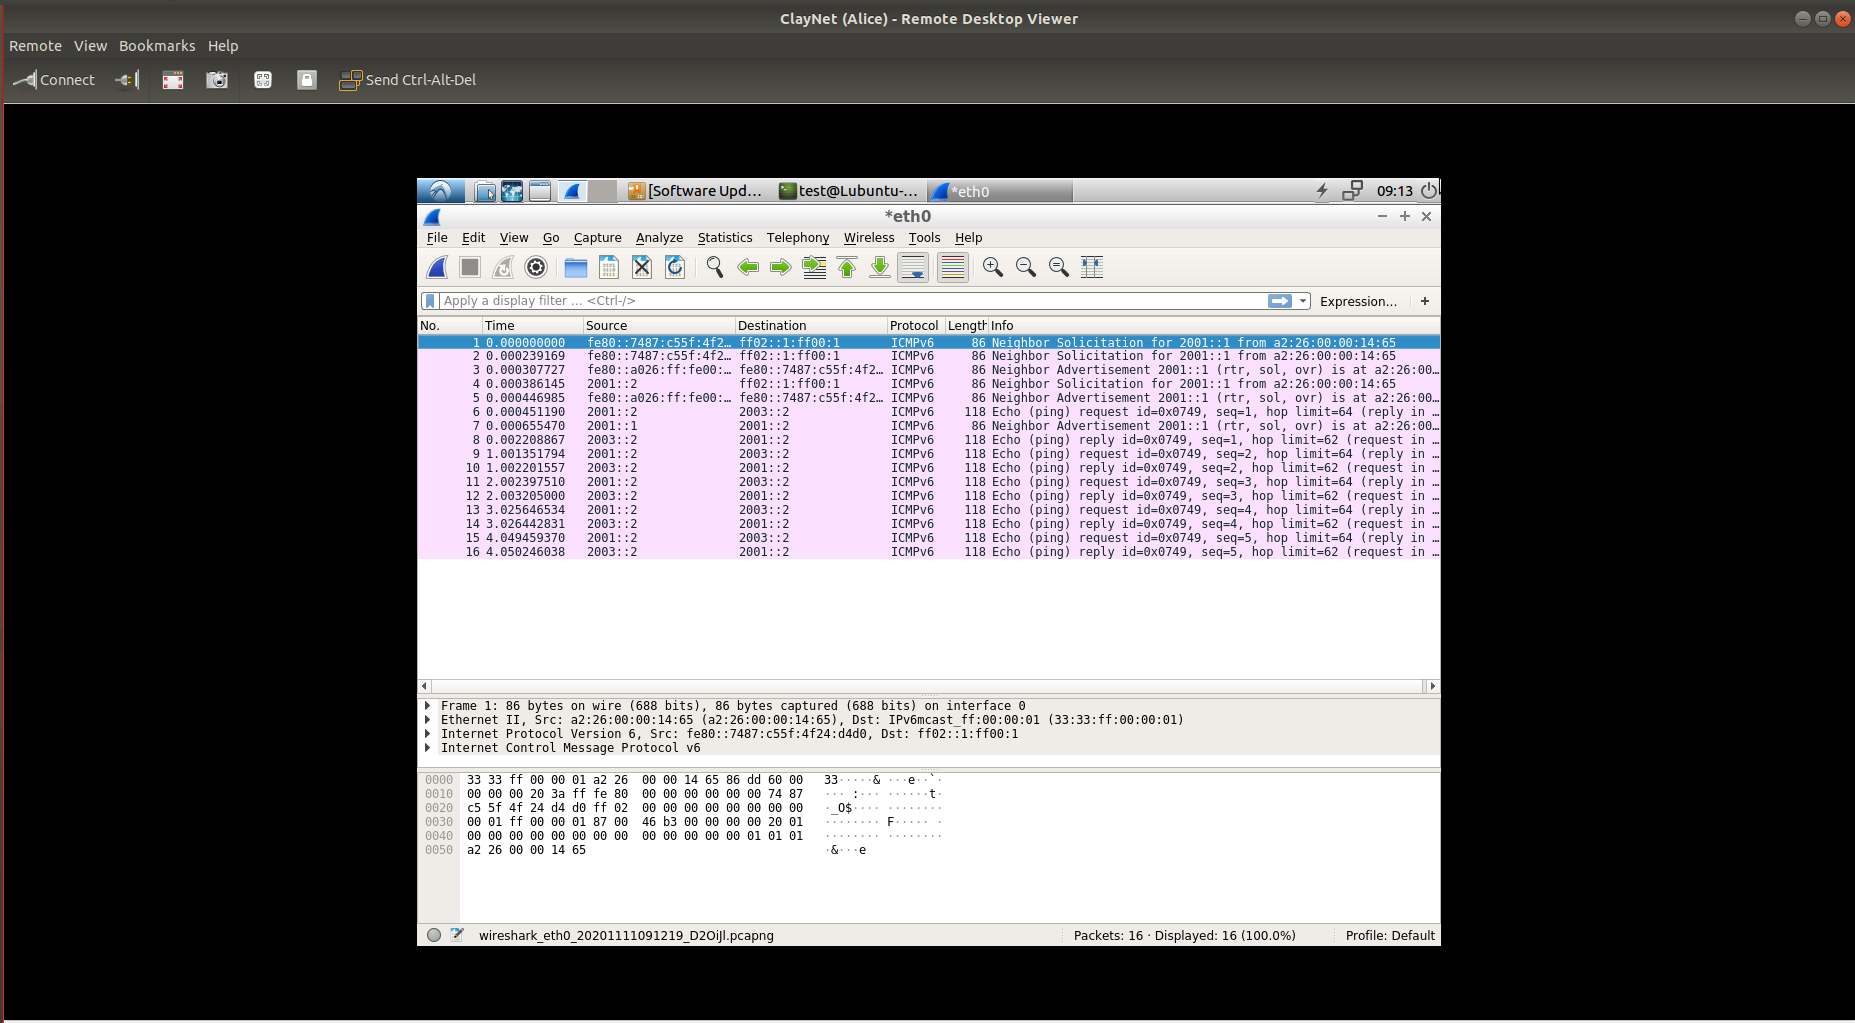 ClayNet (Alice) - Remote Desktop Viewer
Remote View Bookmarks Help
Connect Send Ctrl-Alt-Del
[Software Upd... test@Lubuntu-... *eth0 09:13
*eth0
File Edit View Go Capture Analyze Statistics Telephony Wireless Tools Help
Apply a display filter ... <Ctrl-/> Expression... +
No. Time Source Destination Protocol Length Info
1 0.000000000 fe80::7487:c55f:4f2… ff02::1:ff00:1 ICMPv6 86 Neighbor Solicitation for 2001::1 from a2:26:00:00:14:65
2 0.000239169 fe80::7487:c55f:4f2… ff02::1:ff00:1 ICMPv6 86 Neighbor Solicitation for 2001::1 from a2:26:00:00:14:65
3 0.000307727 fe80::a026:ff:fe00:… fe80::7487:c55f:4f2… ICMPv6 86 Neighbor Advertisement 2001::1 (rtr, sol, ovr) is at a2:26:00…
4 0.000386145 2001::2 ff02::1:ff00:1 ICMPv6 86 Neighbor Solicitation for 2001::1 from a2:26:00:00:14:65
5 0.000446985 fe80::a026:ff:fe00:… fe80::7487:c55f:4f2… ICMPv6 86 Neighbor Advertisement 2001::1 (rtr, sol, ovr) is at a2:26:00…
6 0.000451190 2001::2 2003::2 ICMPv6 118 Echo (ping) request id=0x0749, seq=1, hop limit=64 (reply in …
7 0.000655470 2001::1 2001::2 ICMPv6 86 Neighbor Advertisement 2001::1 (rtr, sol, ovr) is at a2:26:00…
8 0.002208867 2003::2 2001::2 ICMPv6 118 Echo (ping) reply id=0x0749, seq=1, hop limit=62 (request in …
9 1.001351794 2001::2 2003::2 ICMPv6 118 Echo (ping) request id=0x0749, seq=2, hop limit=64 (reply in …
10 1.002201557 2003::2 2001::2 ICMPv6 118 Echo (ping) reply id=0x0749, seq=2, hop limit=62 (request in …
11 2.002397510 2001::2 2003::2 ICMPv6 118 Echo (ping) request id=0x0749, seq=3, hop limit=64 (reply in …
12 2.003205000 2003::2 2001::2 ICMPv6 118 Echo (ping) reply id=0x0749, seq=3, hop limit=62 (request in …
13 3.025646534 2001::2 2003::2 ICMPv6 118 Echo (ping) request id=0x0749, seq=4, hop limit=64 (reply in …
14 3.026442831 2003::2 2001::2 ICMPv6 118 Echo (ping) reply id=0x0749, seq=4, hop limit=62 (request in …
15 4.049459370 2001::2 2003::2 ICMPv6 118 Echo (ping) request id=0x0749, seq=5, hop limit=64 (reply in …
16 4.050246038 2003::2 2001::2 ICMPv6 118 Echo (ping) reply id=0x0749, seq=5, hop limit=62 (request in …
Frame 1: 86 bytes on wire (688 bits), 86 bytes captured (688 bits) on interface 0
Ethernet II, Src: a2:26:00:00:14:65 (a2:26:00:00:14:65), Dst: IPv6mcast_ff:00:00:01 (33:33:ff:00:00:01)
Internet Protocol Version 6, Src: fe80::7487:c55f:4f24:d4d0, Dst: ff02::1:ff00:1
Internet Control Message Protocol v6
0000 33 33 ff 00 00 01 a2 26 00 00 14 65 86 dd 60 00 33·····& ···e··`·
0010 00 00 00 20 3a ff fe 80 00 00 00 00 00 00 74 87 ··· :··· ······t·
0020 c5 5f 4f 24 d4 d0 ff 02 00 00 00 00 00 00 00 00 ·_O$···· ········
0030 00 01 ff 00 00 01 87 00 46 b3 00 00 00 00 20 01 ········ F····· ·
0040 00 00 00 00 00 00 00 00 00 00 00 00 00 01 01 01 ········ ········
0050 a2 26 00 00 14 65 ·&···e
wireshark_eth0_20201111091219_D2OiJl.pcapng Packets: 16 · Displayed: 16 (100.0%) Profile: Default